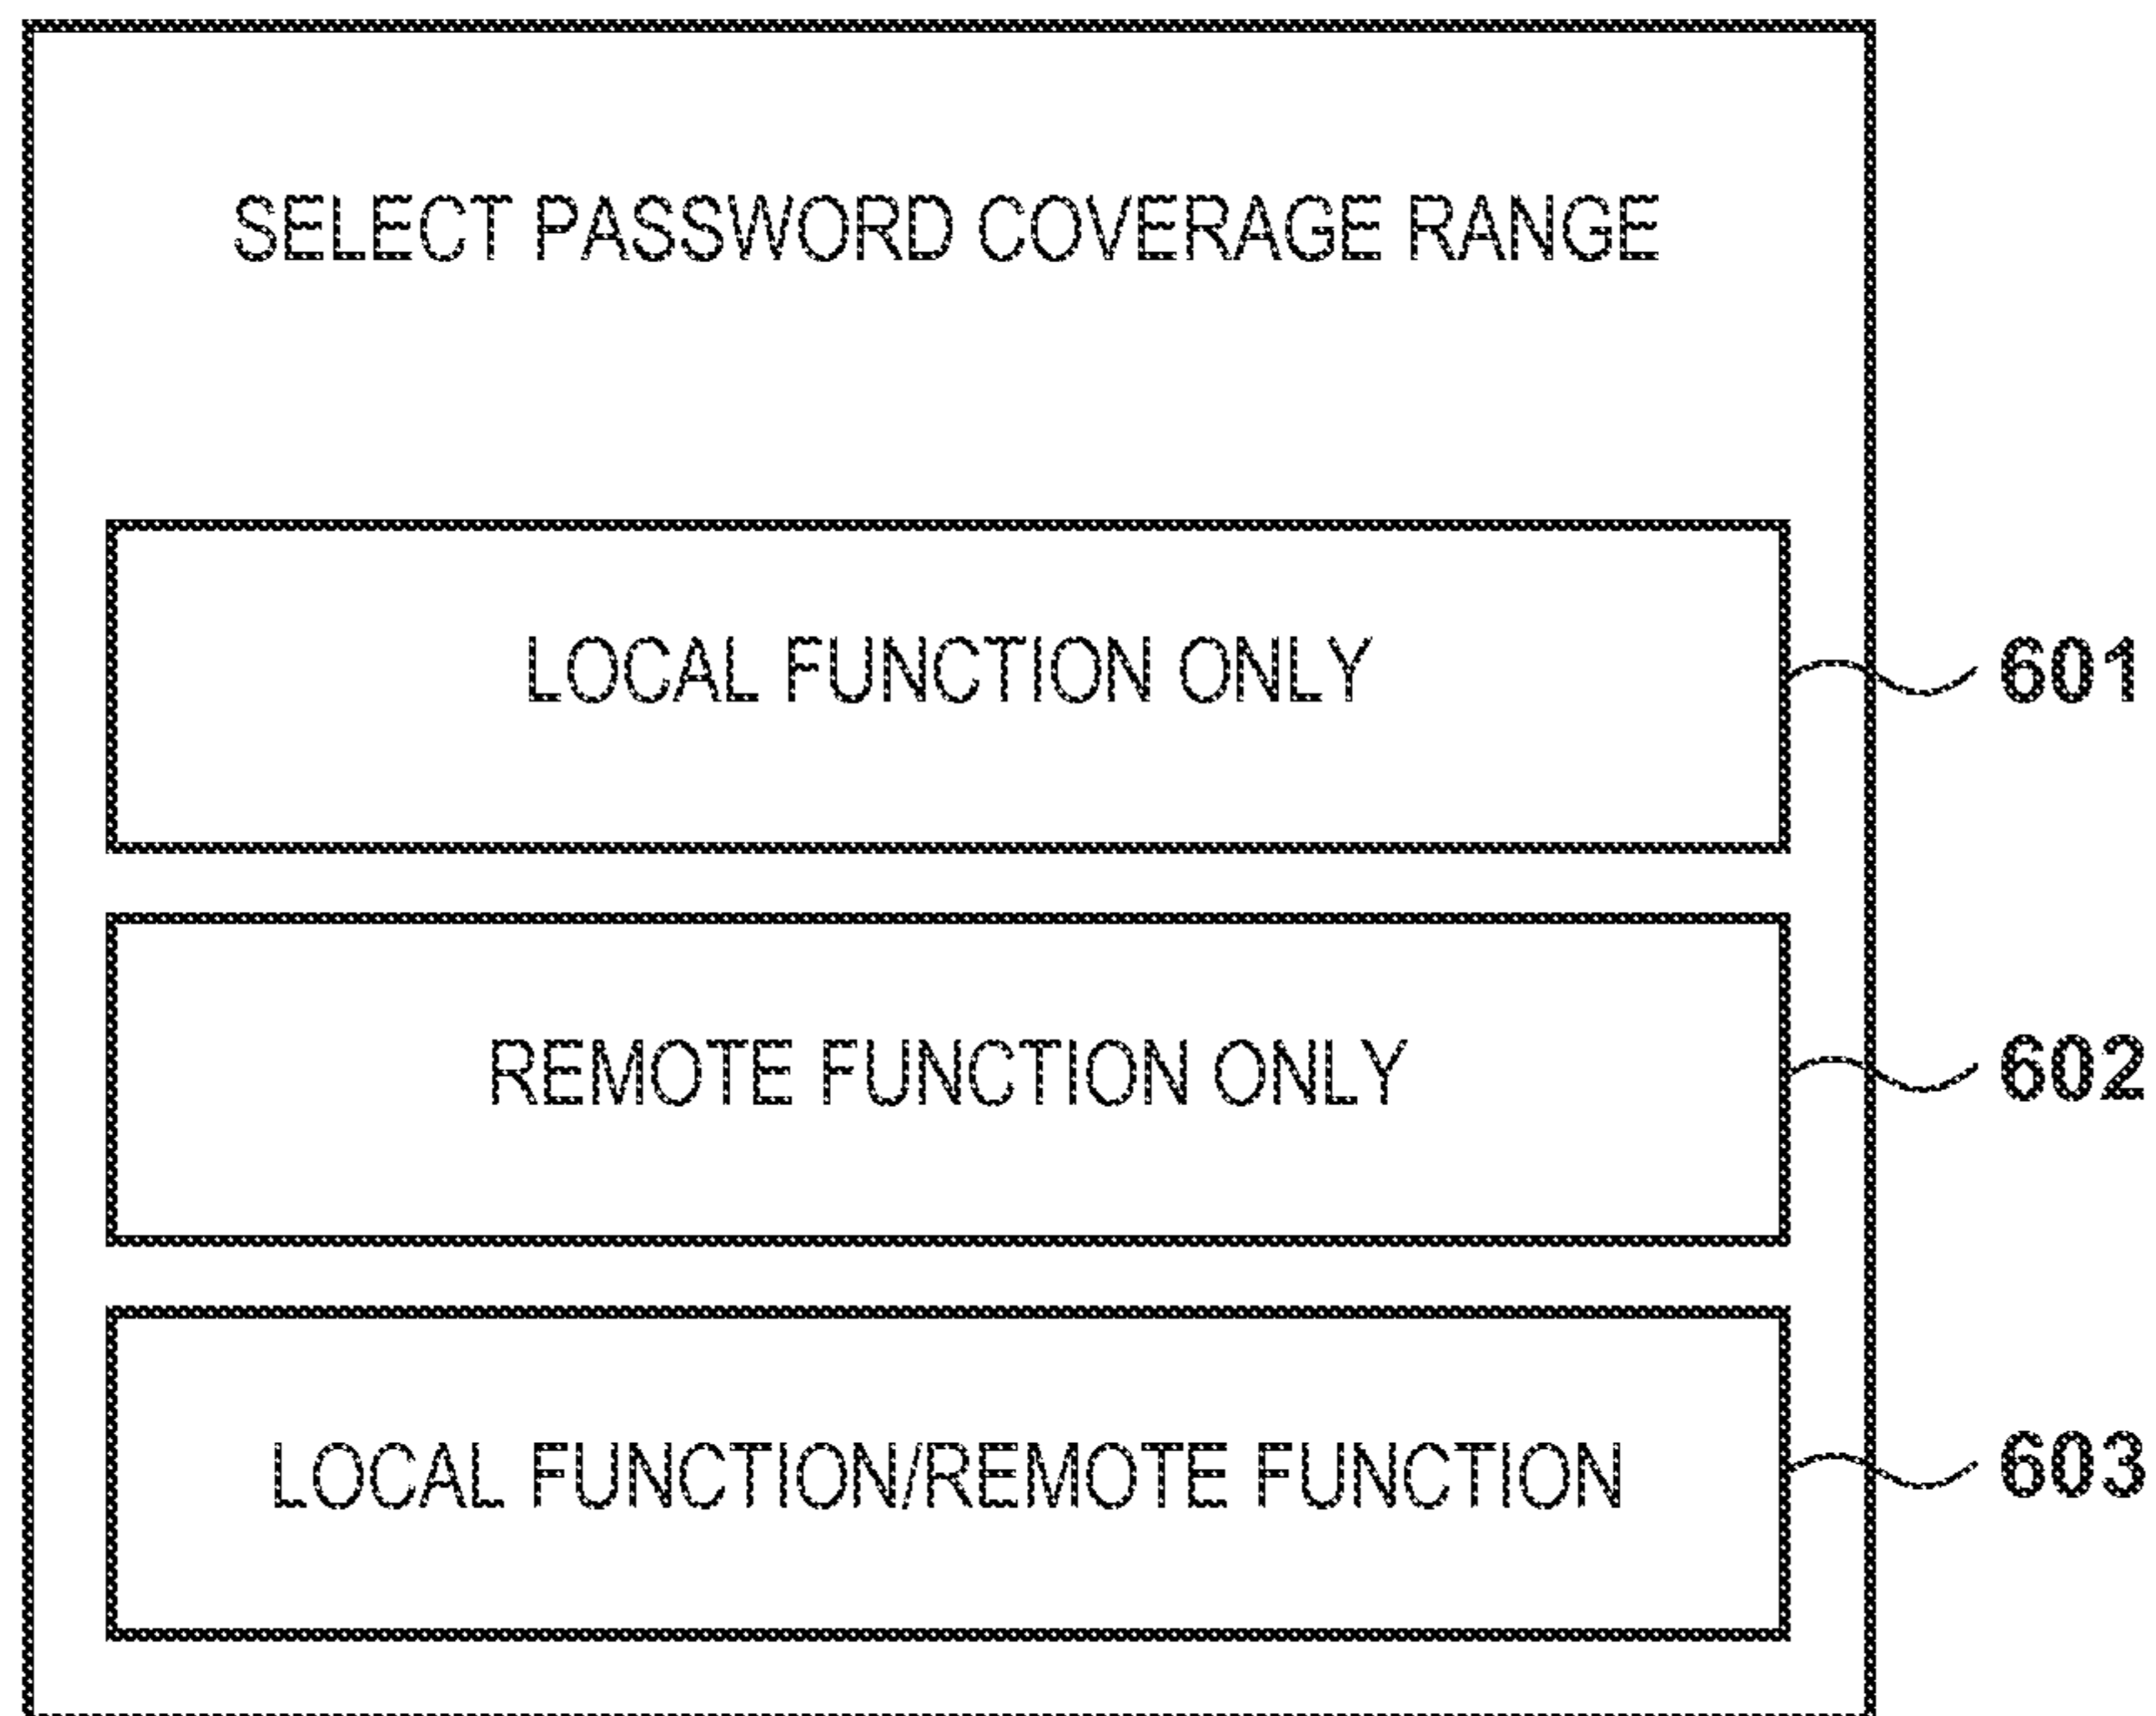 SELECT PASSWORD COVERAGE RANGE
LOCAL FUNCTION ONLY
601
REMOTE FUNCTION ONLY
602
LOCAL FUNCTION/REMOTE FUNCTION
603